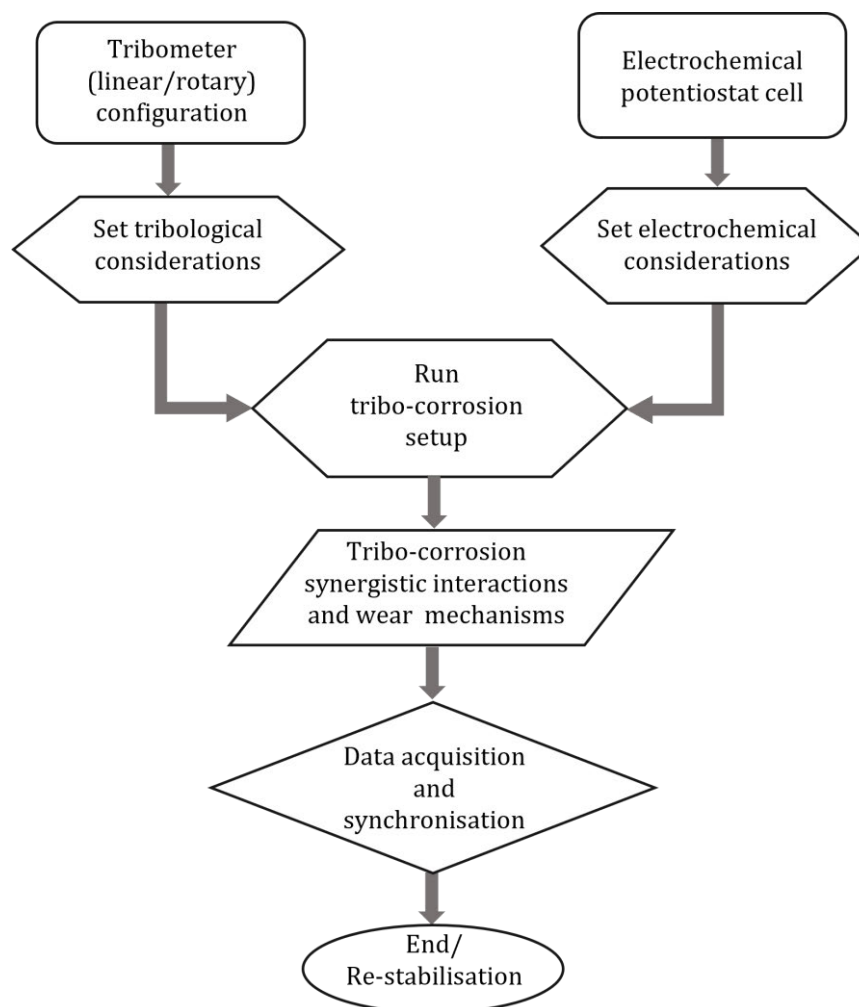 Tribometer
(linear/rotary)
configuration
Electrochemical
potentiostat cell
Set tribological
considerations
Set electrochemical
considerations
Run
tribo-corrosion
setup
Tribo-corrosion
synergistic interactions
and wear mechanisms
Data acquisition
and
synchronisation
End/
Re-stabilisation